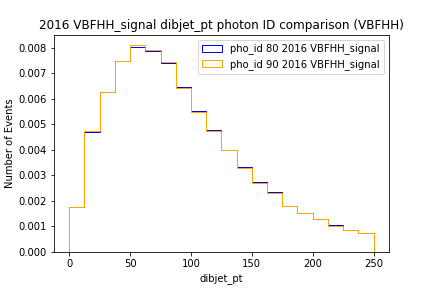 2016 VBFHH_signal dibjet_pt photon ID comparison (VBFHH)
pho_id 80 2016 VBFHH_signal
pho_id 90 2016 VBFHH_signal
0.008
0.007
0.006
0.005
0.004
0.003
0.002
0.001
0.000
Number of Events
0 50 100 150 200 250
dibjet_pt